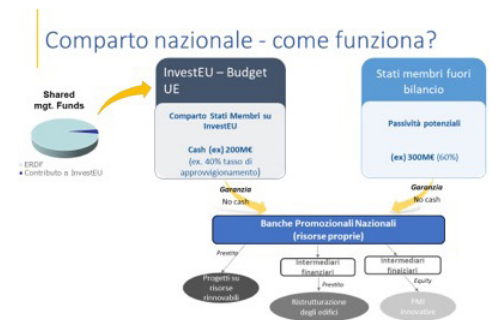 Comparto nazionale - come funziona?
Shared
mgt. Funds
ERDF
Contributo a InvestEU
InvestEU – Budget
UE
Comparto Stati Membri su
InvestEU
Cash (ex) 200M€
(ex. 40% tasso di
approvvigionamento)
Stati membri fuori
bilancio
Passività potenziali
(ex) 300M€ (60%)
Garanzia
No cash
Garanzia
No cash
Banche Promozionali Nazionali
(risorse proprie)
Prestito
Intermediari
finanziari
Intermediari
finaiziari
Progetti su
risorse
rinnovabili
Prestito
Equity
Ristrutturazione
degli edifici
PMI
innovative